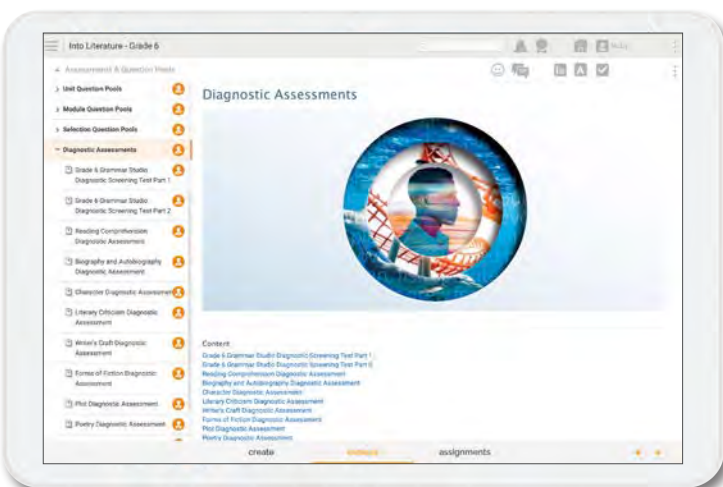 Into Literature - Grade 6
Assessments & Question Pools
Unit Question Pools
Module Question Pools
Selection Question Pools
Diagnostic Assessments
Grade 6 Grammar Studio
Diagnostic Screening Test Part 1
Grade 6 Grammar Studio
Diagnostic Screening Test Part 2
Reading Comprehension
Diagnostic Assessment
Biography and Autobiography
Diagnostic Assessment
Character Diagnostic Assessment
Literary Criticism Diagnostic
Assessment
Writer's Craft Diagnostic
Assessment
Forms of Fiction Diagnostic
Assessment
Plot Diagnostic Assessment
Poetry Diagnostic Assessment
Diagnostic Assessments
Content
Grade 6 Grammar Studio Diagnostic Screening Test Part 1
Grade 6 Grammar Studio Diagnostic Screening Test Part II
Reading Comprehension Diagnostic Assessment
Biography and Autobiography Diagnostic Assessment
Character Diagnostic Assessment
Literary Criticism Diagnostic Assessment
Writer's Craft Diagnostic Assessment
Forms of Fiction Diagnostic Assessment
Plot Diagnostic Assessment
Poetry Diagnostic Assessment
create
assignments